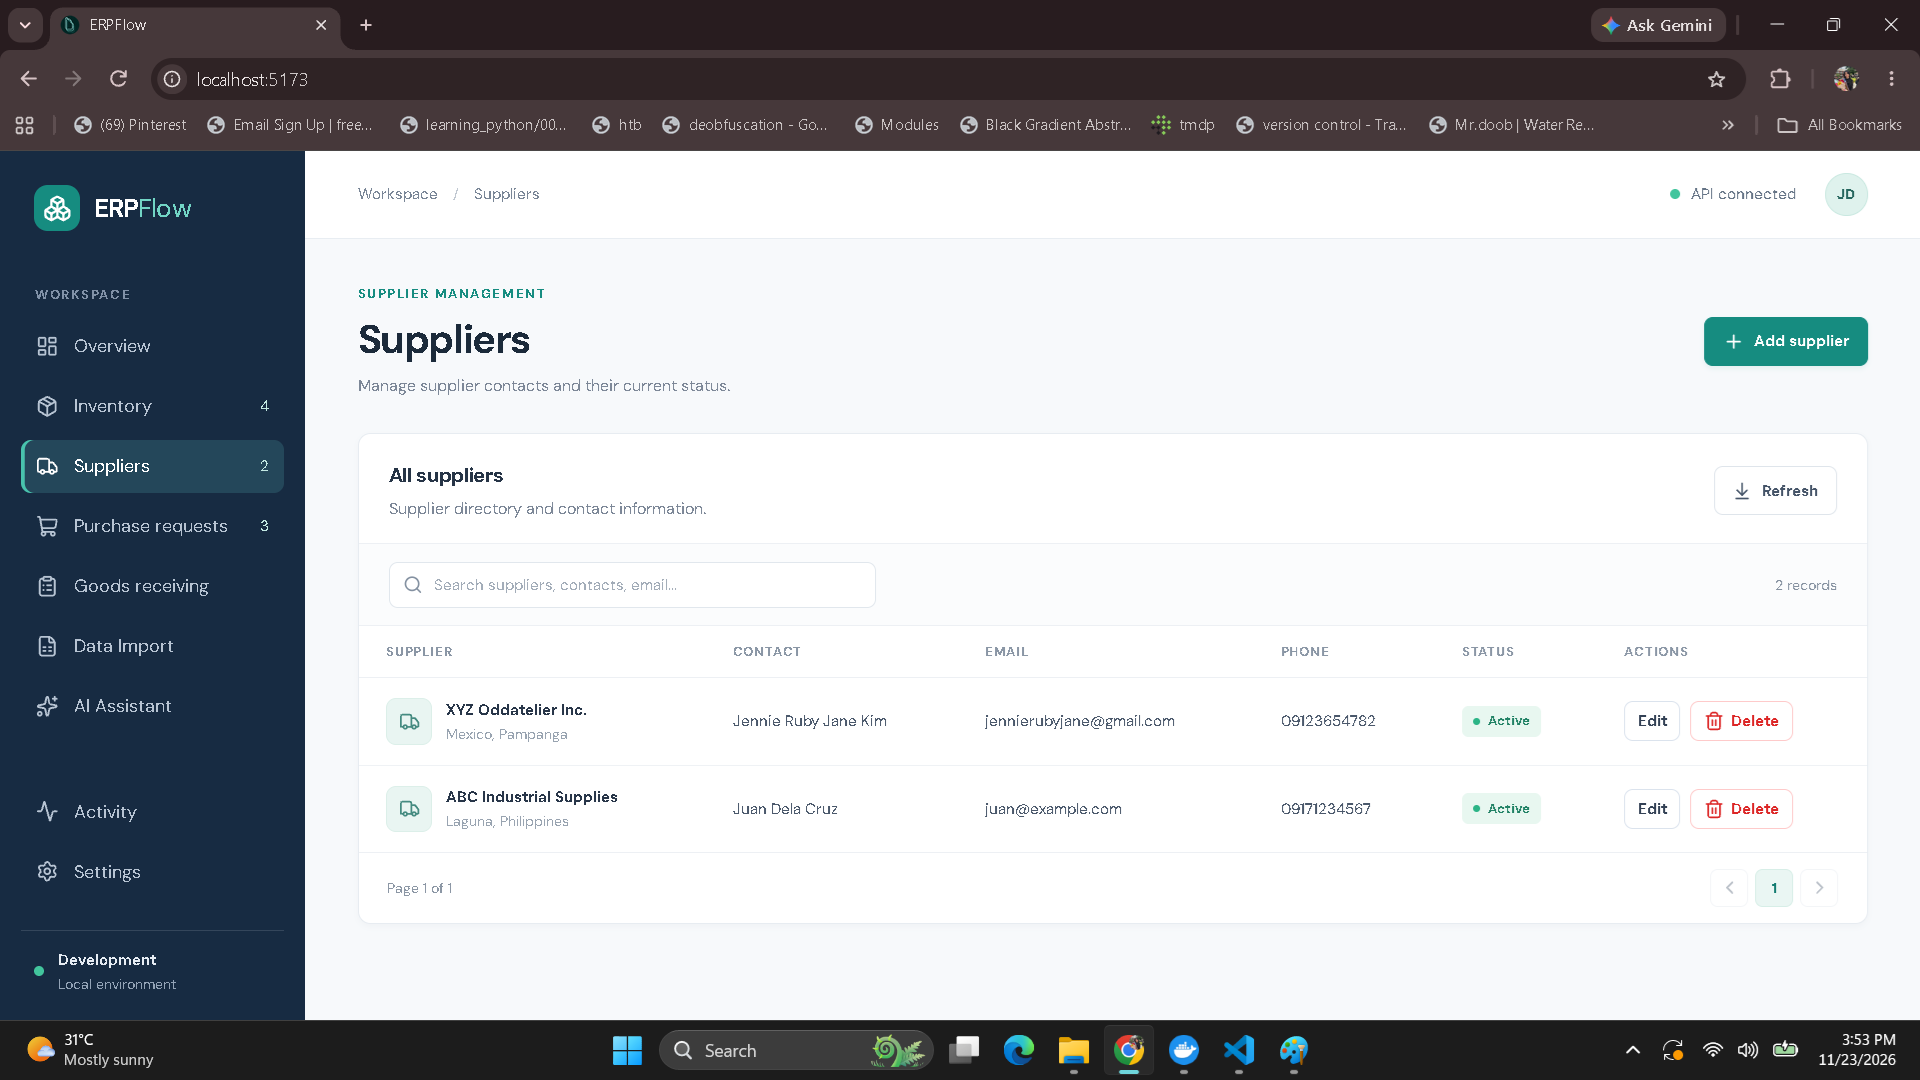 ERPFlow
Ask Gemini
localhost:5173
(69) Pinterest
Email Sign Up | free...
learning_python/00...
htb
deobfuscation - Go...
Modules
Black Gradient Abstr...
tmdp
version control - Tra...
Mr.doob | Water Re...
All Bookmarks
ERPFlow
WORKSPACE
Overview
Inventory 4
Suppliers 2
Purchase requests 3
Goods receiving
Data Import
AI Assistant
Activity
Settings
Development
Local environment
Workspace / Suppliers
API connected
JD
SUPPLIER MANAGEMENT
Suppliers
Manage supplier contacts and their current status.
+ Add supplier
All suppliers
Supplier directory and contact information.
Refresh
Search suppliers, contacts, email...
2 records
SUPPLIER CONTACT EMAIL PHONE STATUS ACTIONS
XYZ Oddatelier Inc.
Mexico, Pampanga
Jennie Ruby Jane Kim
jennierubyjane@gmail.com
09123654782
Active
Edit
Delete
ABC Industrial Supplies
Laguna, Philippines
Juan Dela Cruz
juan@example.com
09171234567
Active
Edit
Delete
Page 1 of 1
1
31°C
Mostly sunny
Search
3:53 PM
11/23/2026